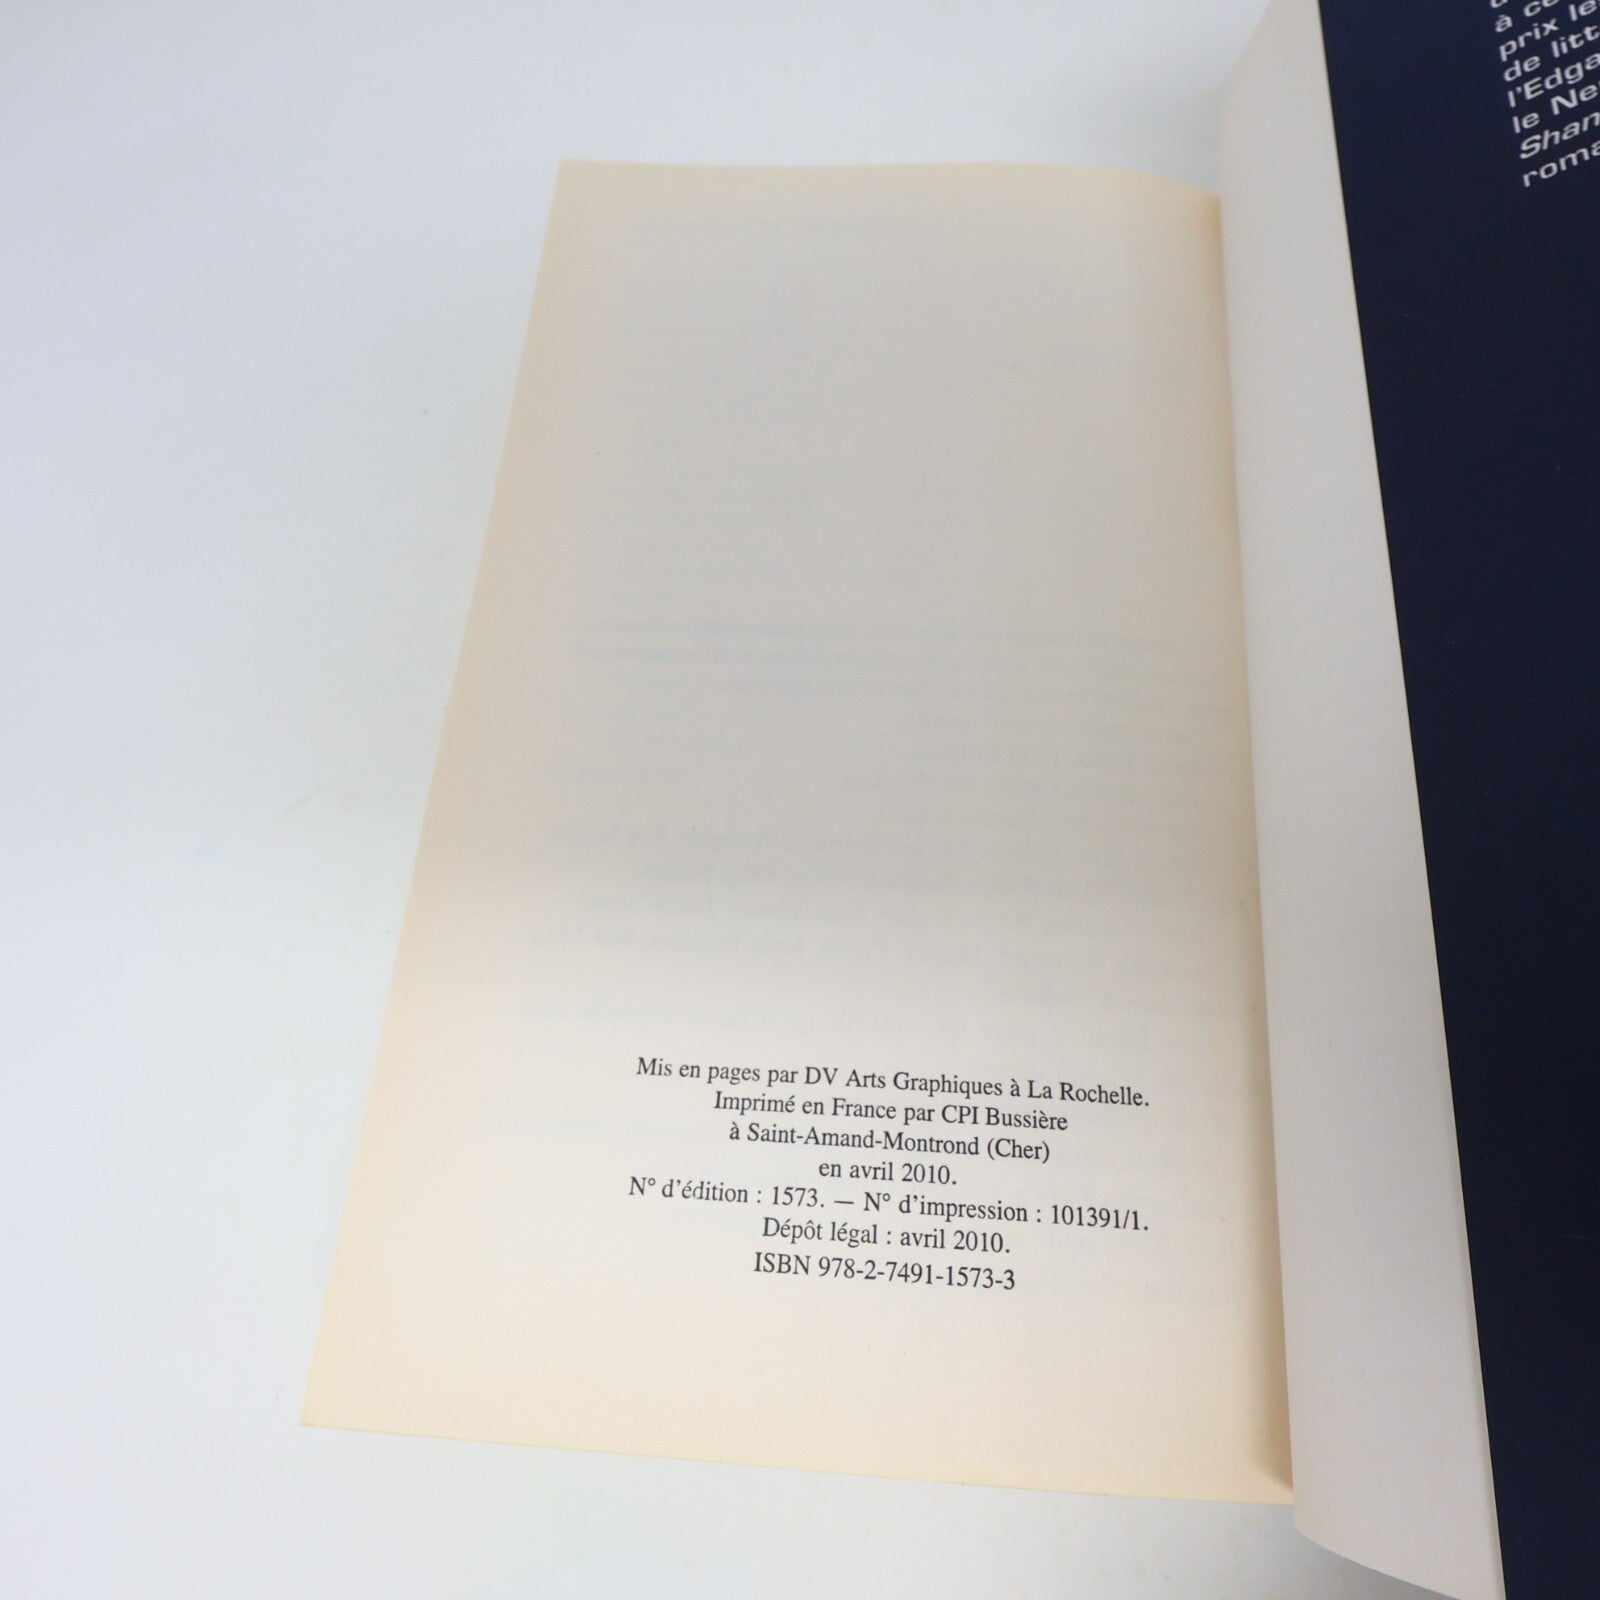 à ce
prix le
de litt
l'Edga
le Ne
Shan
roma
Mis en pages par DV Arts Graphiques à La Rochelle.
Imprimé en France par CPI Bussière
à Saint-Amand-Montrond (Cher)
en avril 2010.
N° d'édition : 1573. — N° d'impression : 101391/1.
Dépôt légal : avril 2010.
ISBN 978-2-7491-1573-3